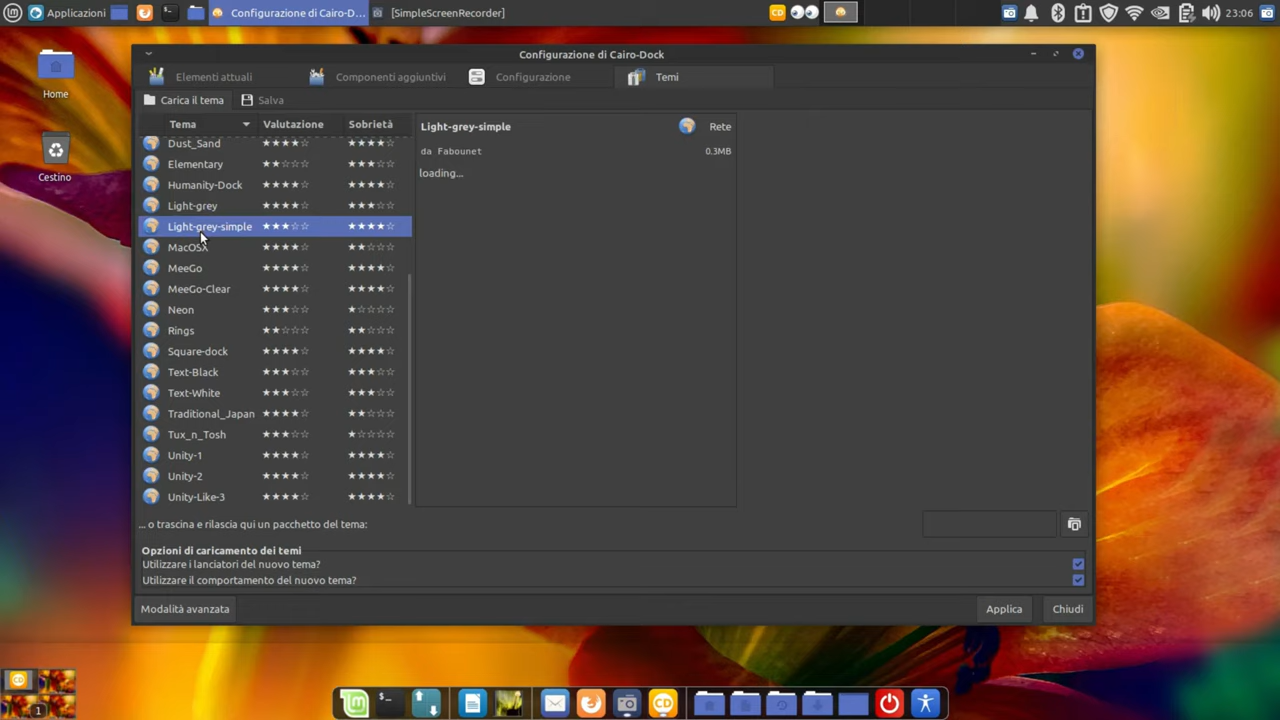 Applicazioni
Configurazione di Cairo-D...
[SimpleScreenRecorder]
23:06
Home
Cestino
Configurazione di Cairo-Dock
Elementi attuali
Componenti aggiuntivi
Configurazione
Temi
Carica il tema
Salva
Tema Valutazione Sobrietà
Dust_Sand ★★★★☆ ★★★★☆
Elementary ★★☆☆☆ ★★★☆☆
Humanity-Dock ★★★★☆ ★★★★☆
Light-grey ★★★★☆ ★★★☆☆
Light-grey-simple ★★★☆☆ ★★★★☆
MacOSX ★★★★☆ ★★☆☆☆
MeeGo ★★★★☆ ★★★★☆
MeeGo-Clear ★★★★☆ ★★★★☆
Neon ★★★☆☆ ★☆☆☆☆
Rings ★★☆☆☆ ★★☆☆☆
Square-dock ★★★★☆ ★★★★☆
Text-Black ★★★★☆ ★★★☆☆
Text-White ★★★★☆ ★★★☆☆
Traditional_Japan ★★★★☆ ★★☆☆☆
Tux_n_Tosh ★★★☆☆ ★☆☆☆☆
Unity-1 ★★★★☆ ★★★★☆
Unity-2 ★★★★☆ ★★★★☆
Unity-Like-3 ★★★★☆ ★★★★☆
Light-grey-simple
Rete
da Fabounet
0.3MB
loading...
... o trascina e rilascia qui un pacchetto del tema:
Opzioni di caricamento dei temi
Utilizzare i lanciatori del nuovo tema?
Utilizzare il comportamento del nuovo tema?
Modalità avanzata
Applica
Chiudi
CD
1
CD